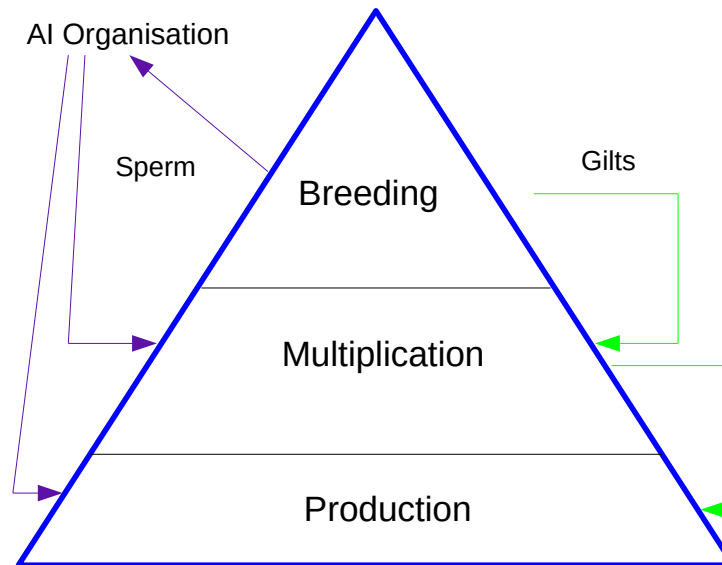 AI Organisation
Sperm
Gilts
Breeding
Multiplication
Production